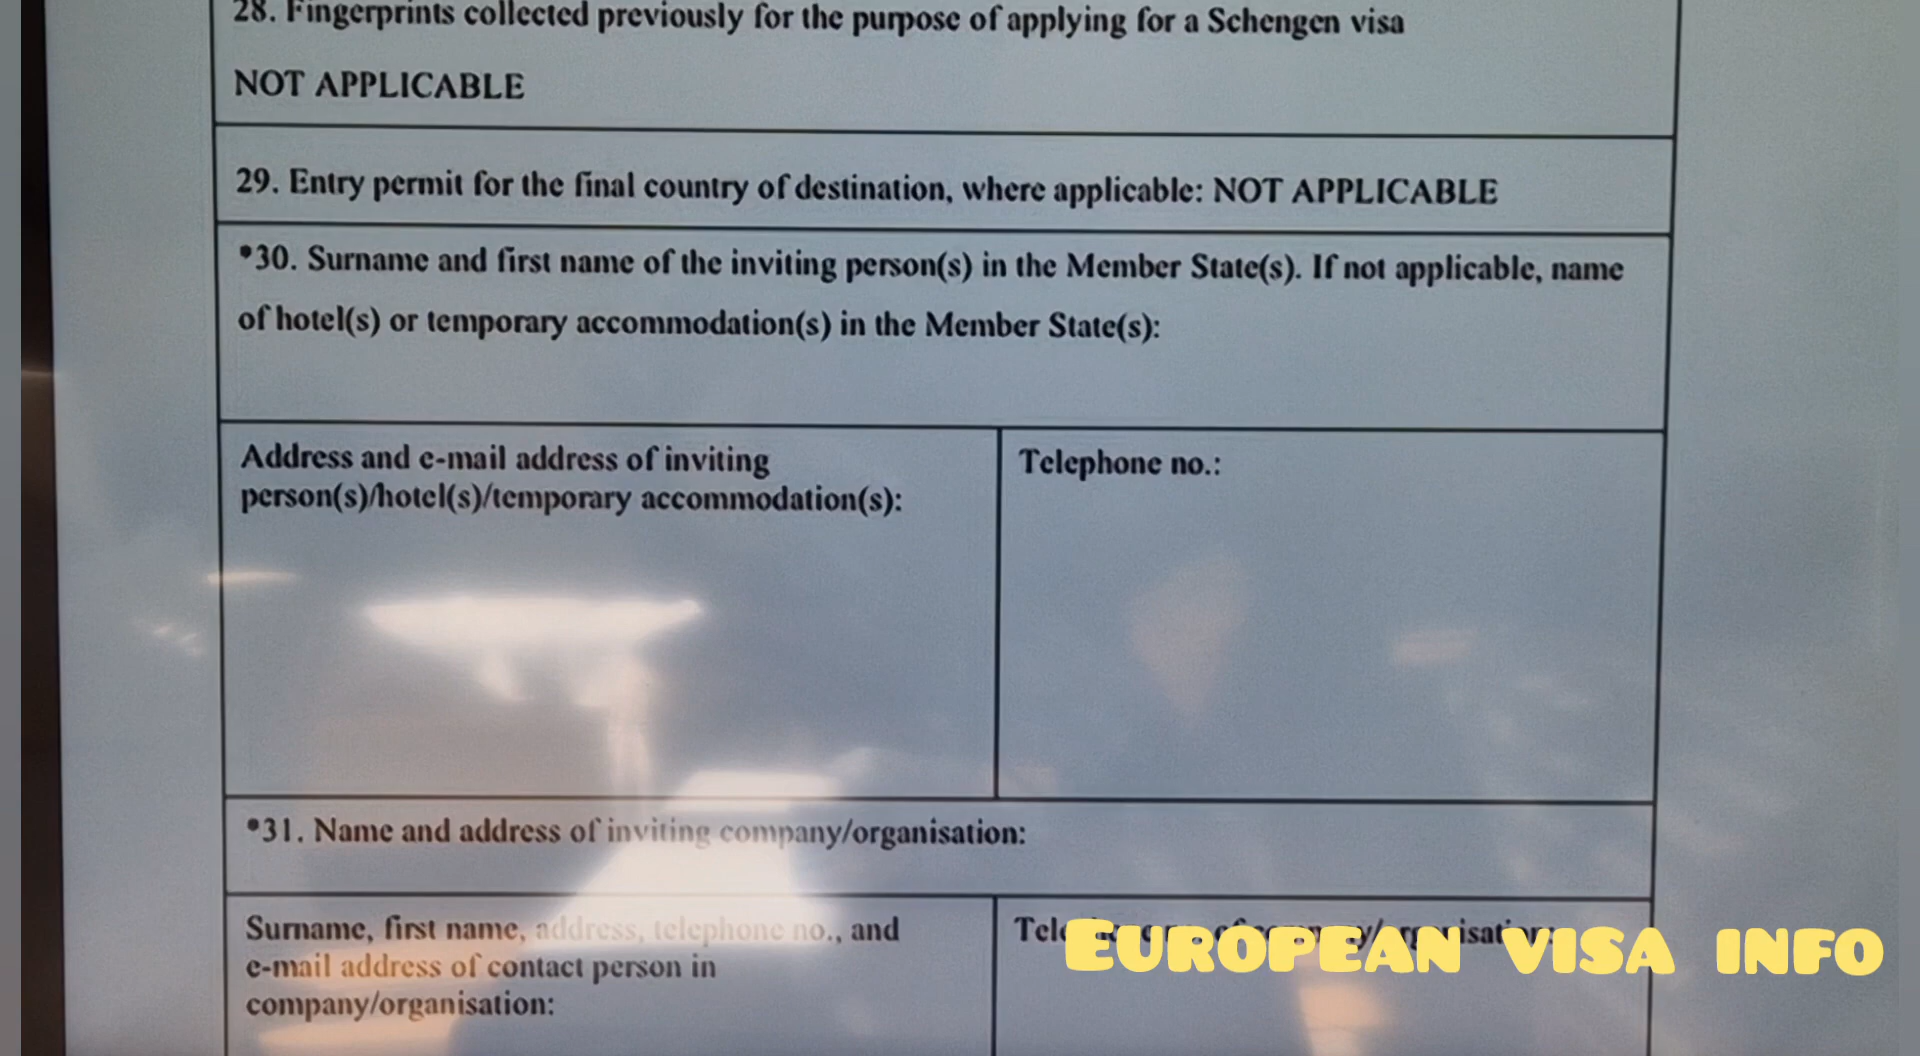 28. Fingerprints collected previously for the purpose of applying for a Schengen visa
NOT APPLICABLE
29. Entry permit for the final country of destination, where applicable: NOT APPLICABLE
*30. Surname and first name of the inviting person(s) in the Member State(s). If not applicable, name
of hotel(s) or temporary accommodation(s) in the Member State(s):
Address and e-mail address of inviting
person(s)/hotel(s)/temporary accommodation(s):
Telephone no.:
*31. Name and address of inviting company/organisation:
Surname, first name, address, telephone no., and
e-mail address of contact person in
company/organisation:
EUROPEAN VISA INFO